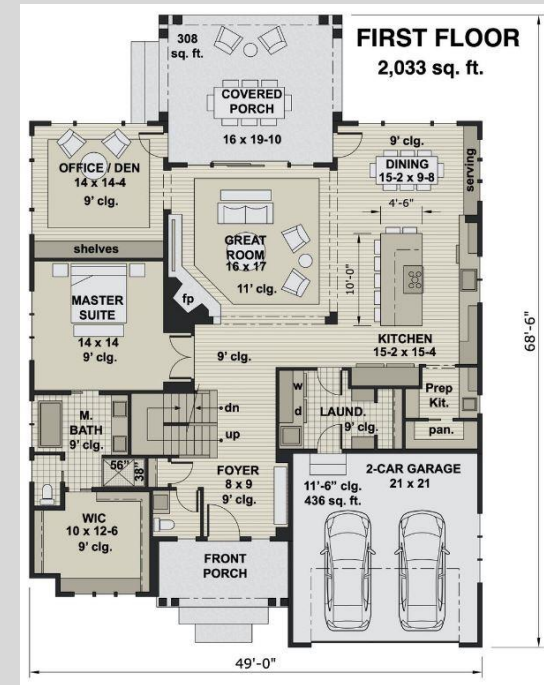 FIRST FLOOR
2,033 sq. ft.
308
sq. ft.
COVERED
PORCH
16 x 19-10
OFFICE / DEN
14 x 14-4
9' clg.
9' clg.
DINING
15-2 x 9-8
serving
4'-6"
shelves
GREAT
ROOM
16 x 17
11' clg.
10'-0"
fp
MASTER
SUITE
14 x 14
9' clg.
9' clg.
KITCHEN
15-2 x 15-4
68'-6"
Prep
Kit.
pan.
w
d
LAUND.
9' clg.
dn
up
M.
BATH
9' clg.
56"
38"
FOYER
8 x 9
9' clg.
2-CAR GARAGE
21 x 21
11'-6" clg.
436 sq. ft.
WIC
10 x 12-6
9' clg.
FRONT
PORCH
49'-0"